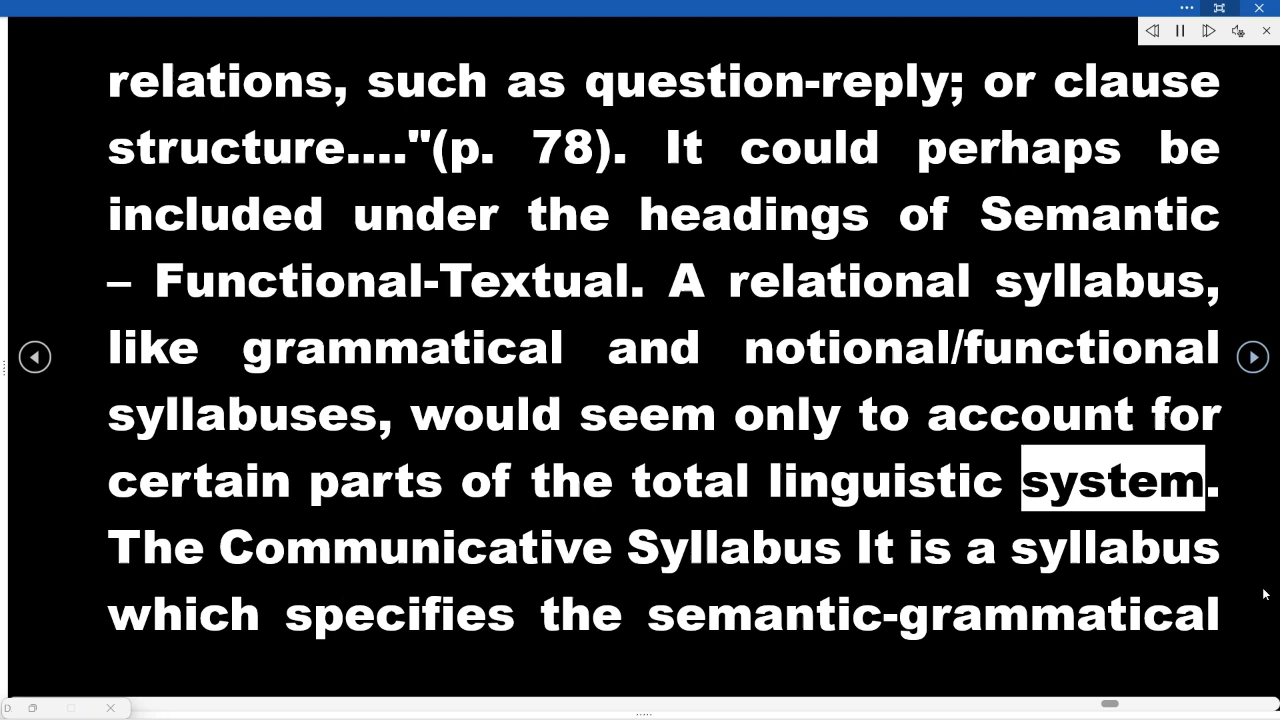 relations, such as question-reply; or clause
structure...."(p. 78). It could perhaps be
included under the headings of Semantic
– Functional-Textual. A relational syllabus,
like grammatical and notional/functional
syllabuses, would seem only to account for
certain parts of the total linguistic system.
The Communicative Syllabus It is a syllabus
which specifies the semantic-grammatical
D